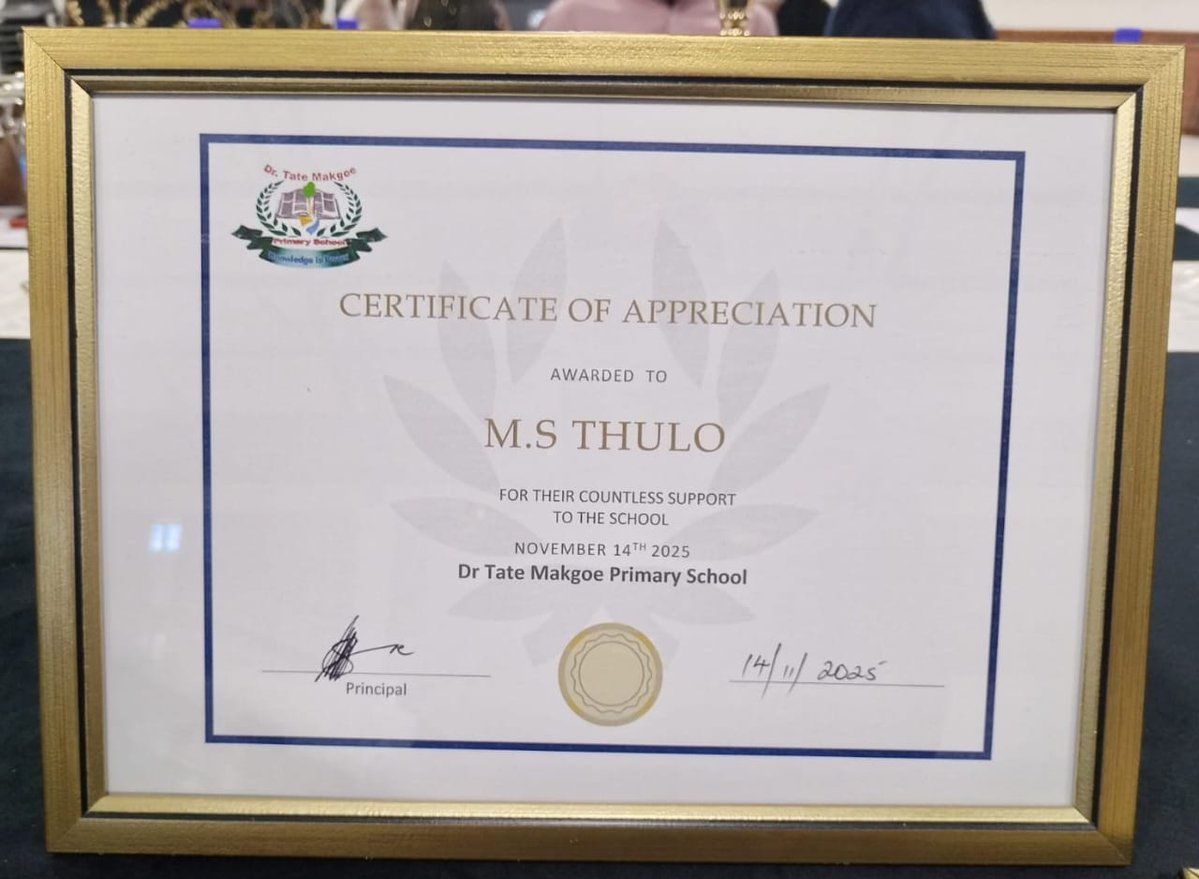 Dr. Tate Makgoe
Primary School
Knowledge is Power
CERTIFICATE OF APPRECIATION
AWARDED TO
M.S THULO
FOR THEIR COUNTLESS SUPPORT
TO THE SCHOOL
NOVEMBER 14TH 2025
Dr Tate Makgoe Primary School
14/11/2025
Principal